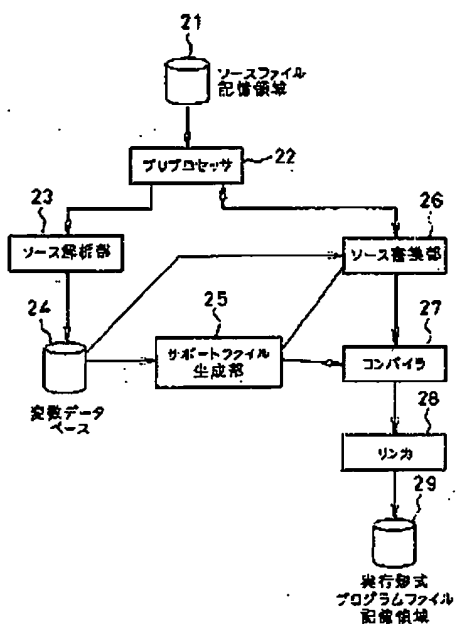 21
ソースファイル
記憶領域
プリプロセッサ
22
23
ソース解析部
26
ソース書換部
24
変数データ
ベース
25
サポートファイル
生成部
27
コンパイラ
28
リンカ
29
実行形式
プログラムファイル
記憶領域